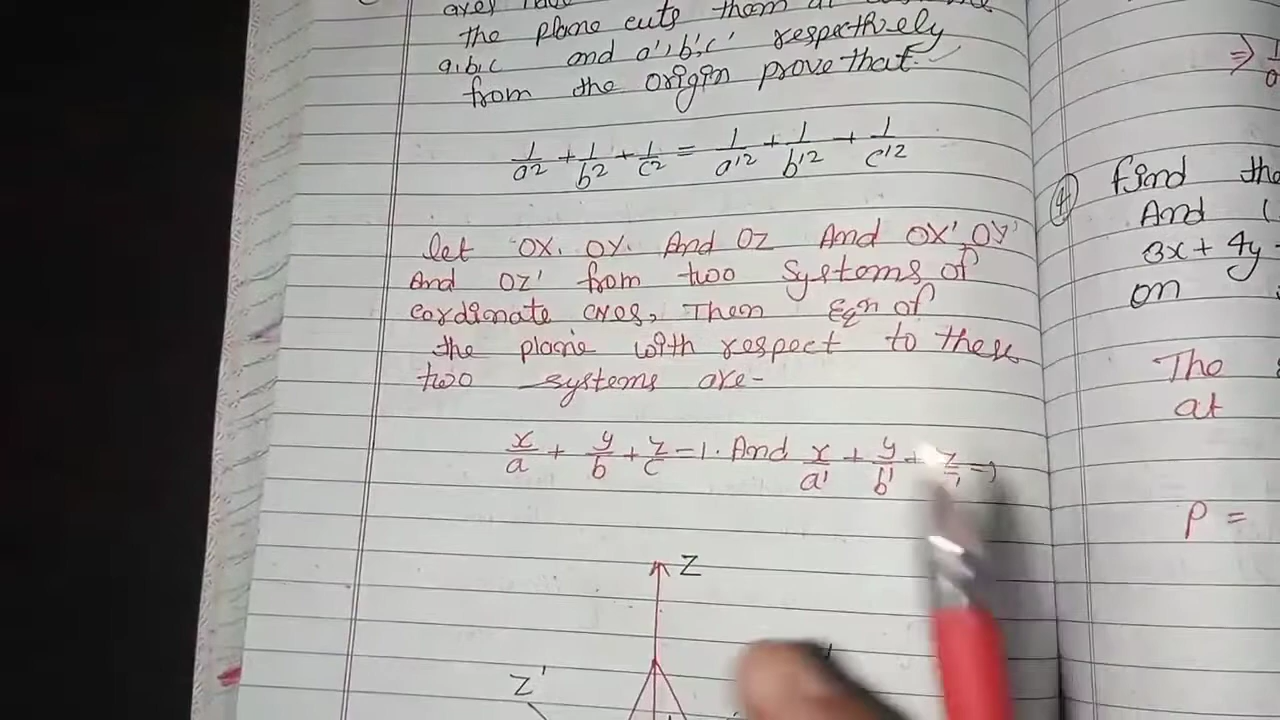 axes
the plane cuts them at
a,b,c and a',b',c' respectively
from the origin prove that.
1/a2 + 1/b2 + 1/c2 = 1/a'2 + 1/b'2 + 1/c'2
let OX, OY. And OZ And OX', OY'
And OZ' from two systems of
cordinate axes, Then Eqn of
the plane with respect to these
two systems are-
x/a + y/b + z/c = 1. And x/a' + y/b' + z/
Z
Z'
4 find the
And (
3x + 4y
on
The
at
P =